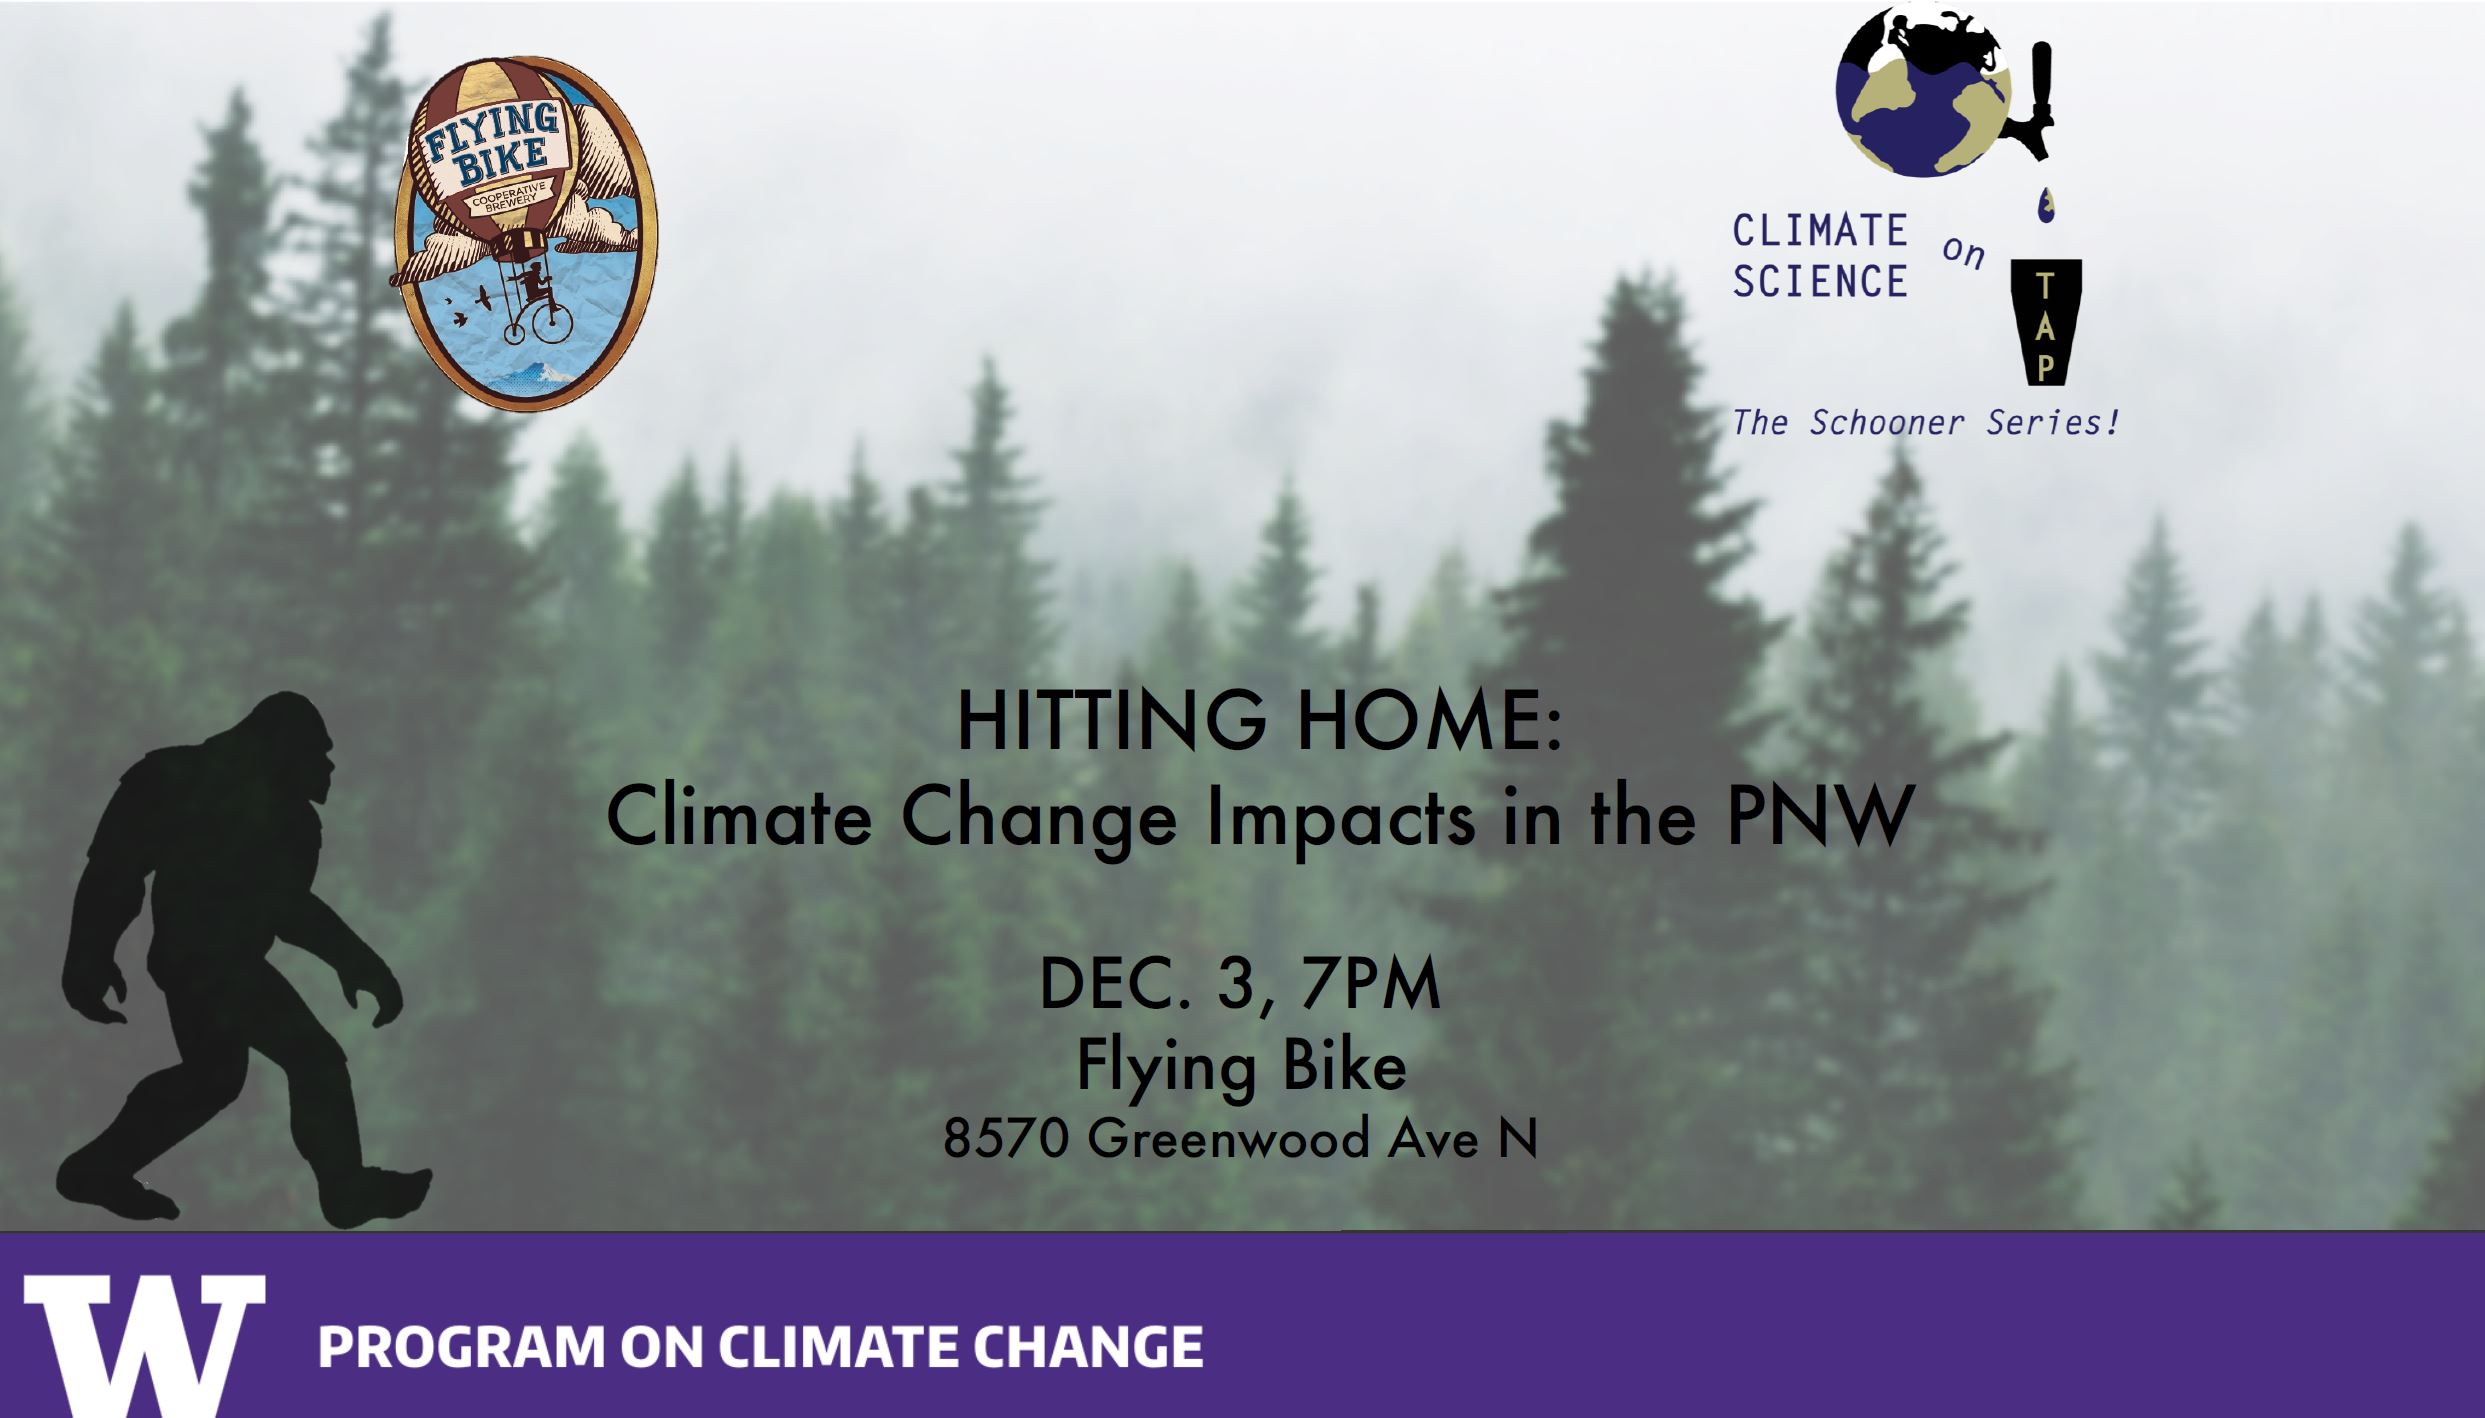 FLYING
BIKE
COOPERATIVE
BREWERY
CLIMATE
SCIENCE
on
TAP
The Schooner Series!
HITTING HOME:
Climate Change Impacts in the PNW
DEC. 3, 7PM
Flying Bike
8570 Greenwood Ave N
W
PROGRAM ON CLIMATE CHANGE